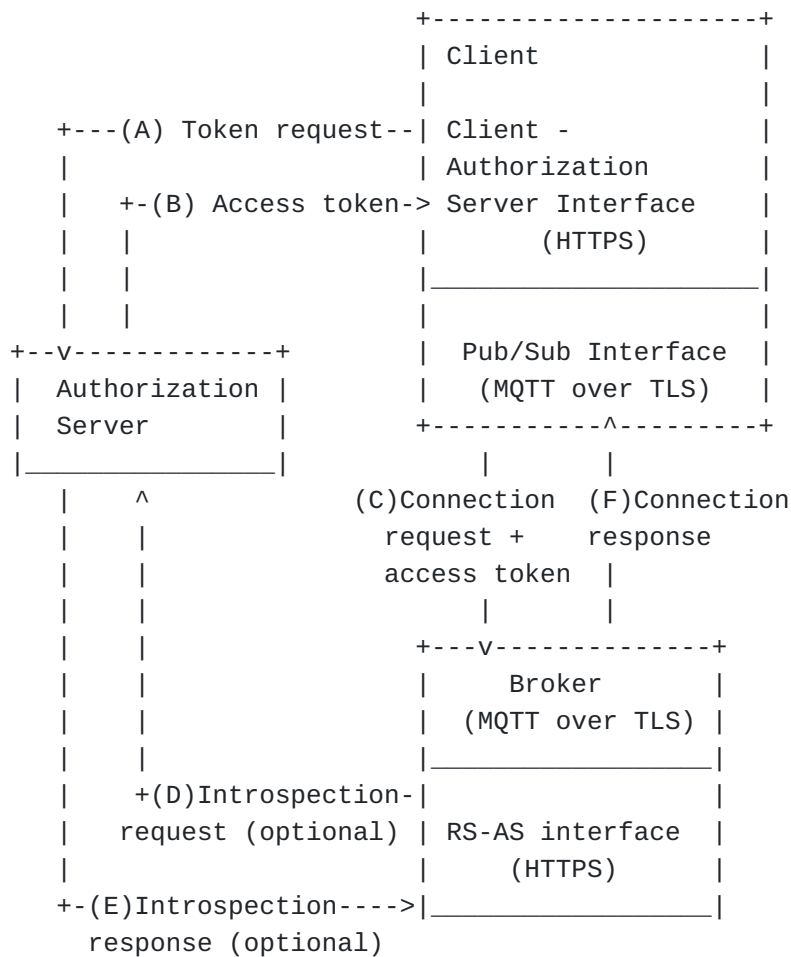 Client
(A) Token request
Client -
Authorization
(B) Access token
Server Interface
(HTTPS)
Pub/Sub Interface
(MQTT over TLS)
Authorization
Server
(C)Connection
request +
access token
(F)Connection
response
Broker
(MQTT over TLS)
(D)Introspection
request (optional)
RS-AS interface
(HTTPS)
(E)Introspection
response (optional)